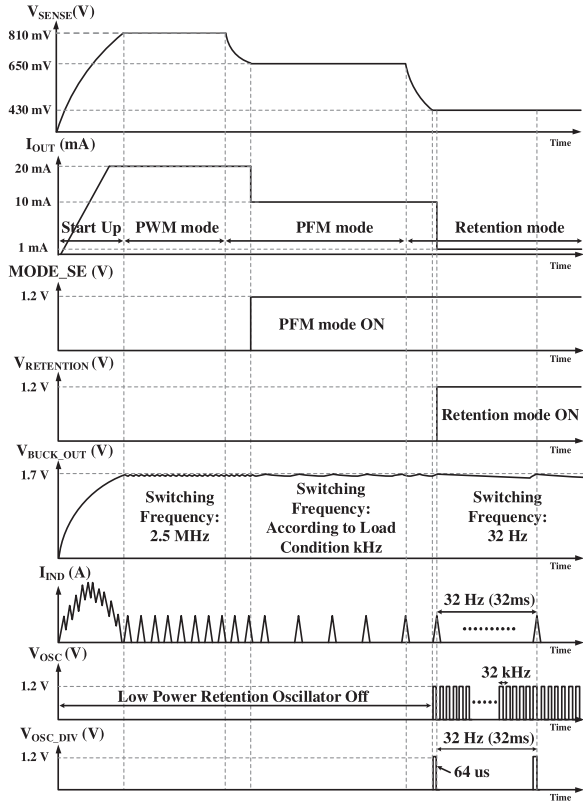 V_SENSE(V)
810 mV
650 mV
430 mV
Time
I_OUT (mA)
20 mA
10 mA
Start Up PWM mode PFM mode Retention mode
1 mA
Time
MODE_SE (V)
1.2 V
PFM mode ON
Time
V_RETENTION (V)
1.2 V
Retention mode ON
Time
V_BUCK_OUT (V)
1.7 V
Switching
Frequency:
2.5 MHz
Switching
Frequency:
According to Load
Condition kHz
Switching
Frequency:
32 Hz
Time
I_IND (A)
32 Hz (32ms)
Time
V_OSC (V)
32 kHz
1.2 V
Low Power Retention Oscillator Off
Time
V_OSC_DIV (V)
32 Hz (32ms)
1.2 V
64 us
Time